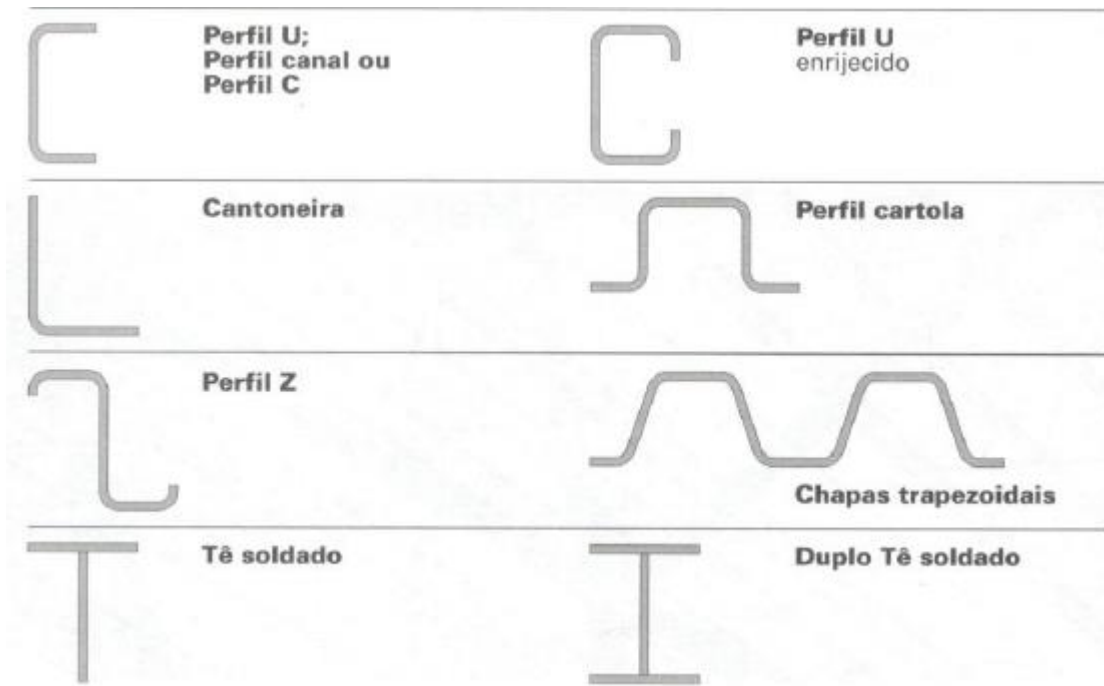 Perfil U;
Perfil canal ou
Perfil C
Perfil U
enrijecido
Cantoneira
Perfil cartola
Perfil Z
Chapas trapezoidais
Tê soldado
Duplo Tê soldado